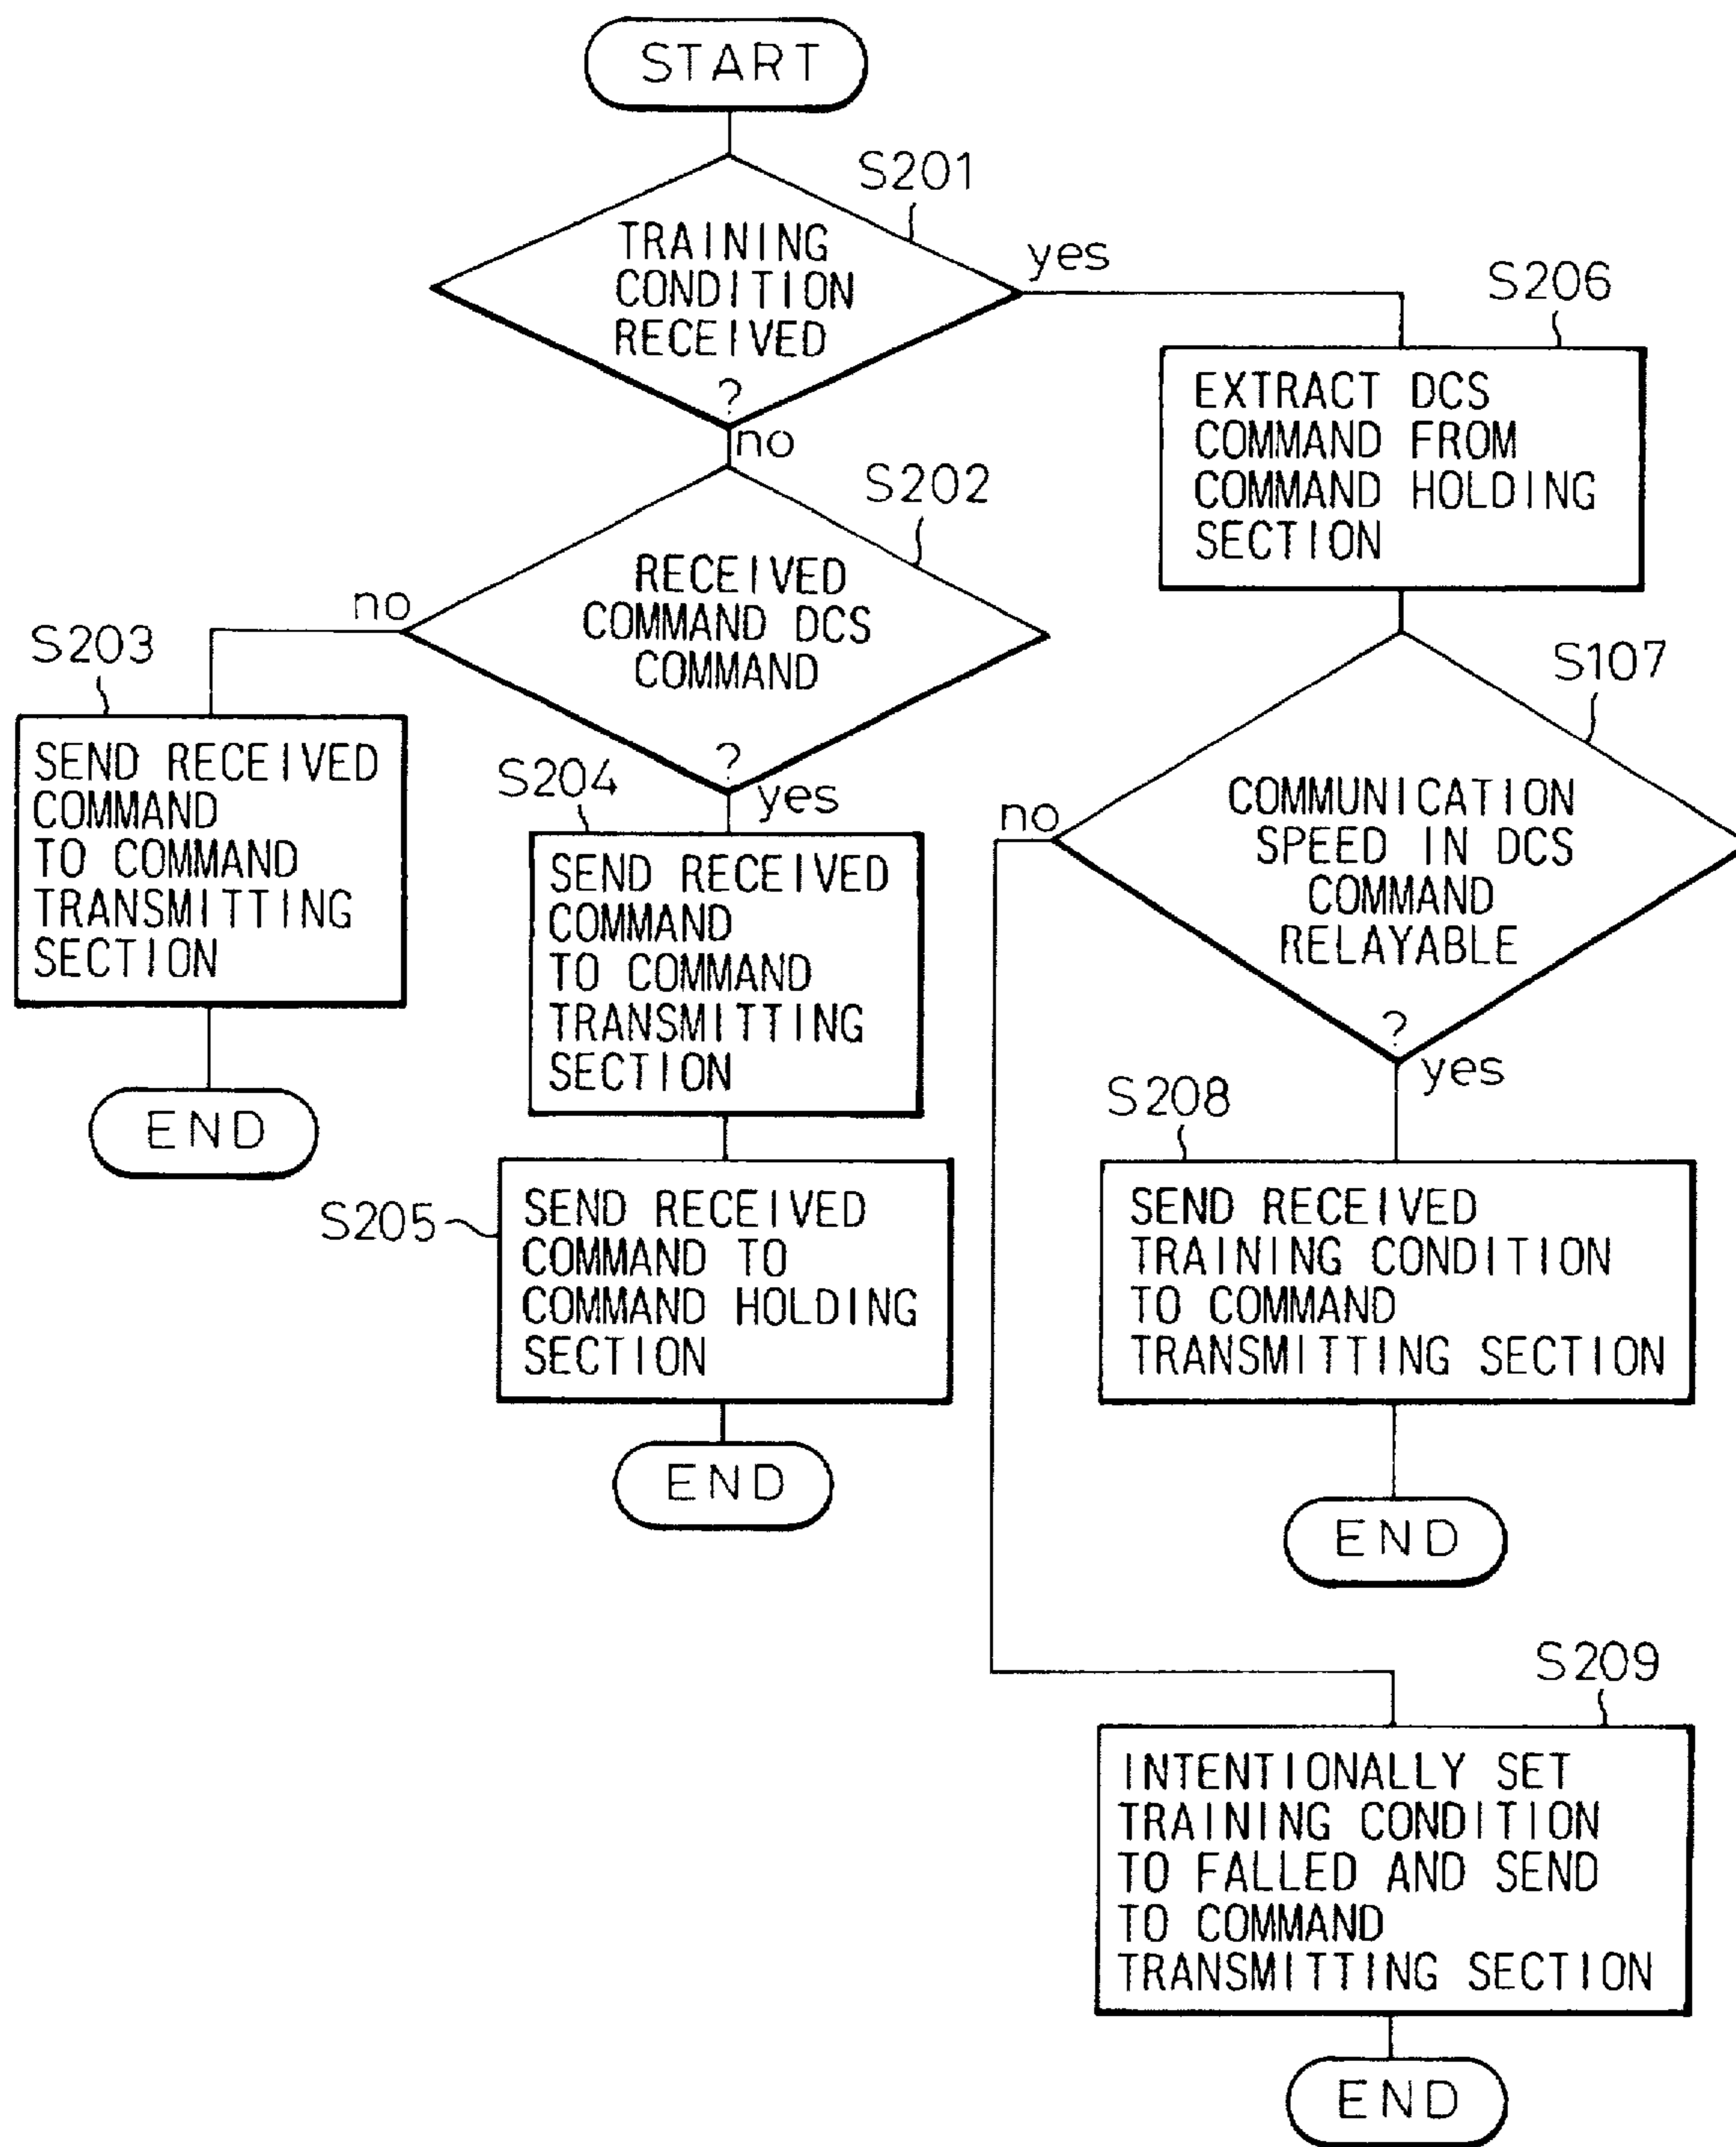 START
S201
TRAINING
CONDITION
RECEIVED
?
yes
no
S202
RECEIVED
COMMAND DCS
COMMAND
?
no
yes
S203
SEND RECEIVED
COMMAND
TO COMMAND
TRANSMITTING
SECTION
END
S204
SEND RECEIVED
COMMAND
TO COMMAND
TRANSMITTING
SECTION
S205
SEND RECEIVED
COMMAND TO
COMMAND HOLDING
SECTION
END
S206
EXTRACT DCS
COMMAND FROM
COMMAND HOLDING
SECTION
S107
COMMUNICATION
SPEED IN DCS
COMMAND
RELAYABLE
?
no
yes
S208
SEND RECEIVED
TRAINING CONDITION
TO COMMAND
TRANSMITTING SECTION
END
S209
INTENTIONALLY SET
TRAINING CONDITION
TO FALLED AND SEND
TO COMMAND
TRANSMITTING SECTION
END